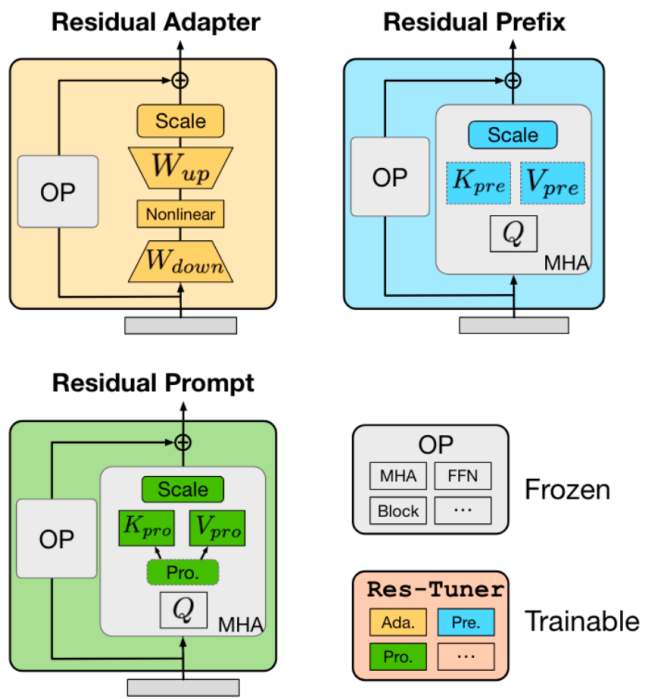 Residual Adapter
Scale
W_up
OP
Nonlinear
W_down
Residual Prefix
Scale
OP
K_pre V_pre
Q
MHA
Residual Prompt
Scale
K_pro V_pro
OP
Pro.
Q
MHA
OP
MHA FFN
Block ...
Frozen
Res-Tuner
Ada. Pre.
Pro. ...
Trainable